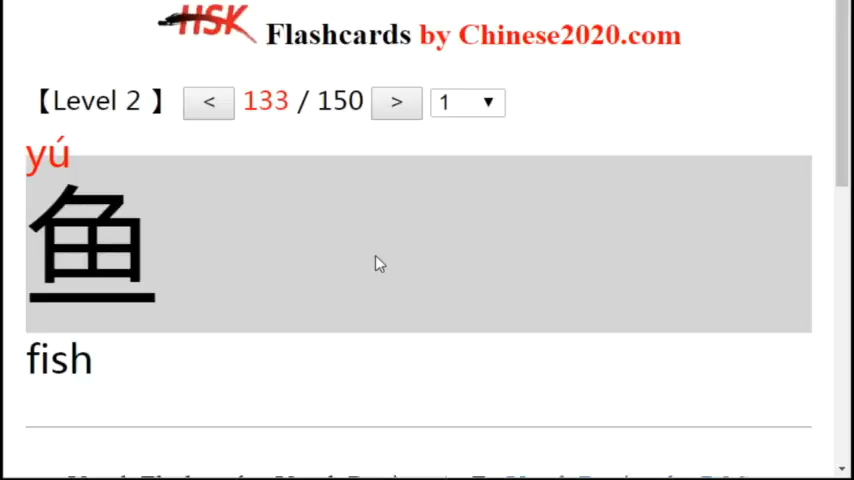 HSK Flashcards by Chinese2020.com
【Level 2 】 < 133 / 150 > 1 ▼
yú
鱼
fish